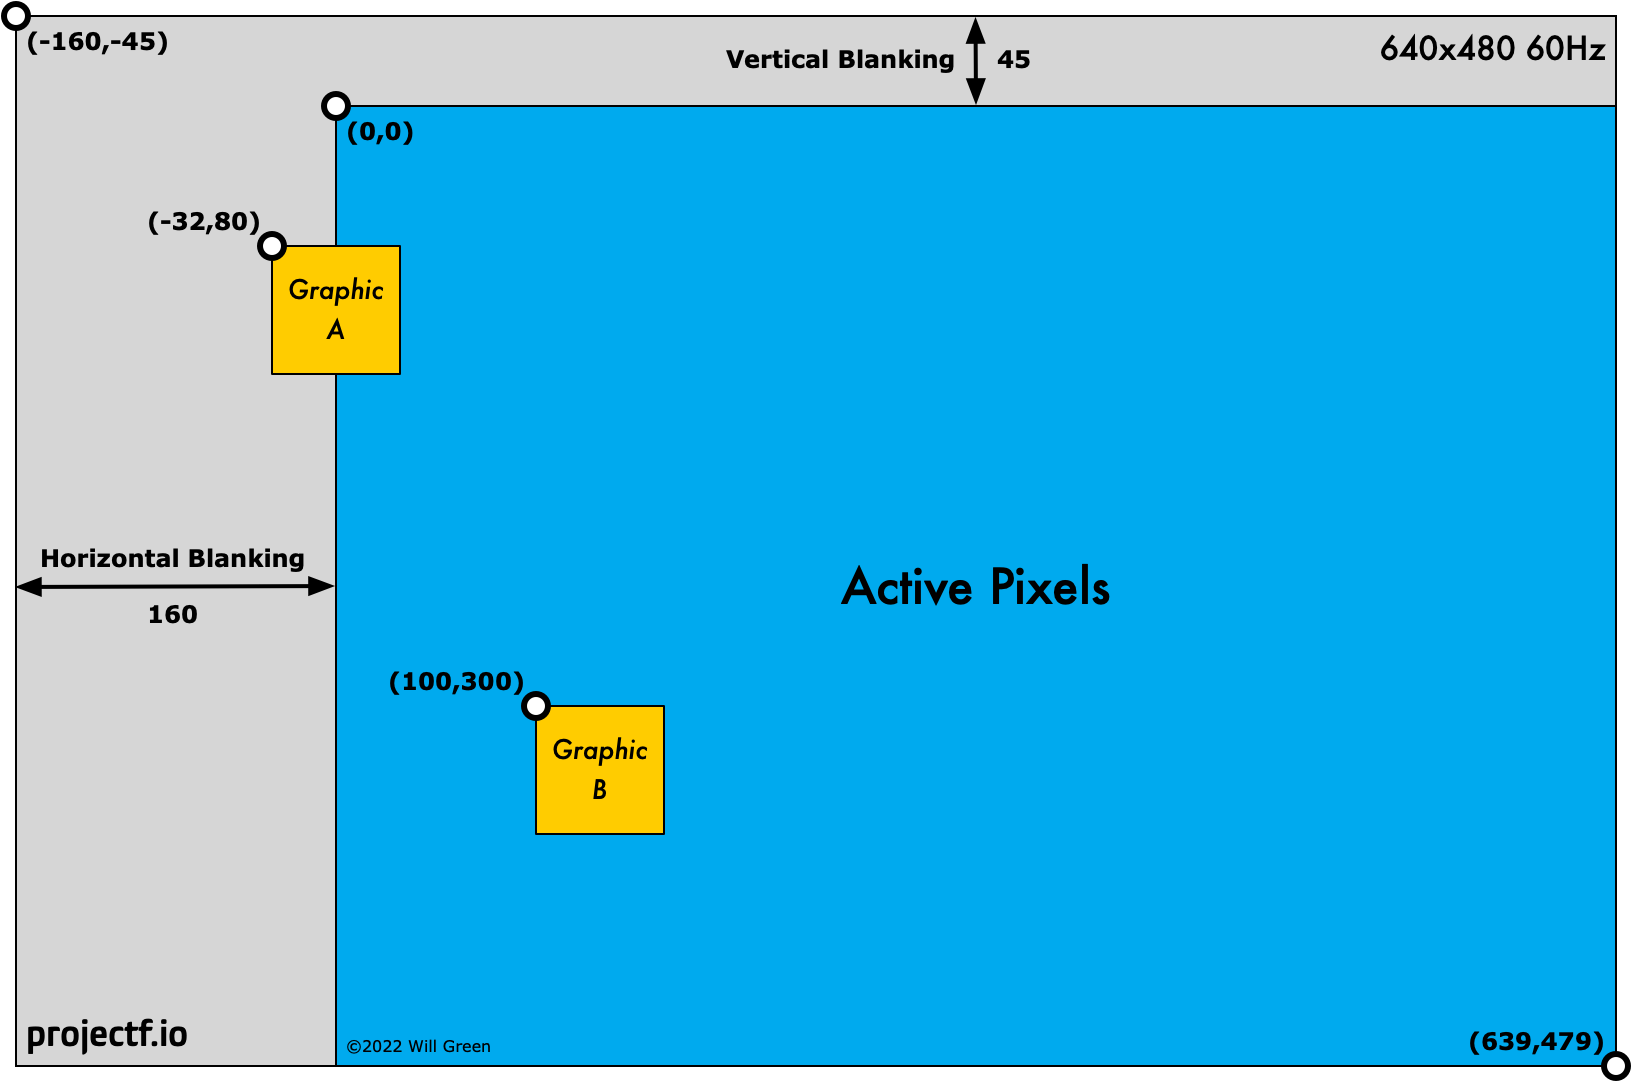 (-160,-45)
Vertical Blanking 45
640x480 60Hz
(0,0)
(-32,80)
Graphic
A
Horizontal Blanking
160
Active Pixels
(100,300)
Graphic
B
projectf.io
©2022 Will Green
(639,479)